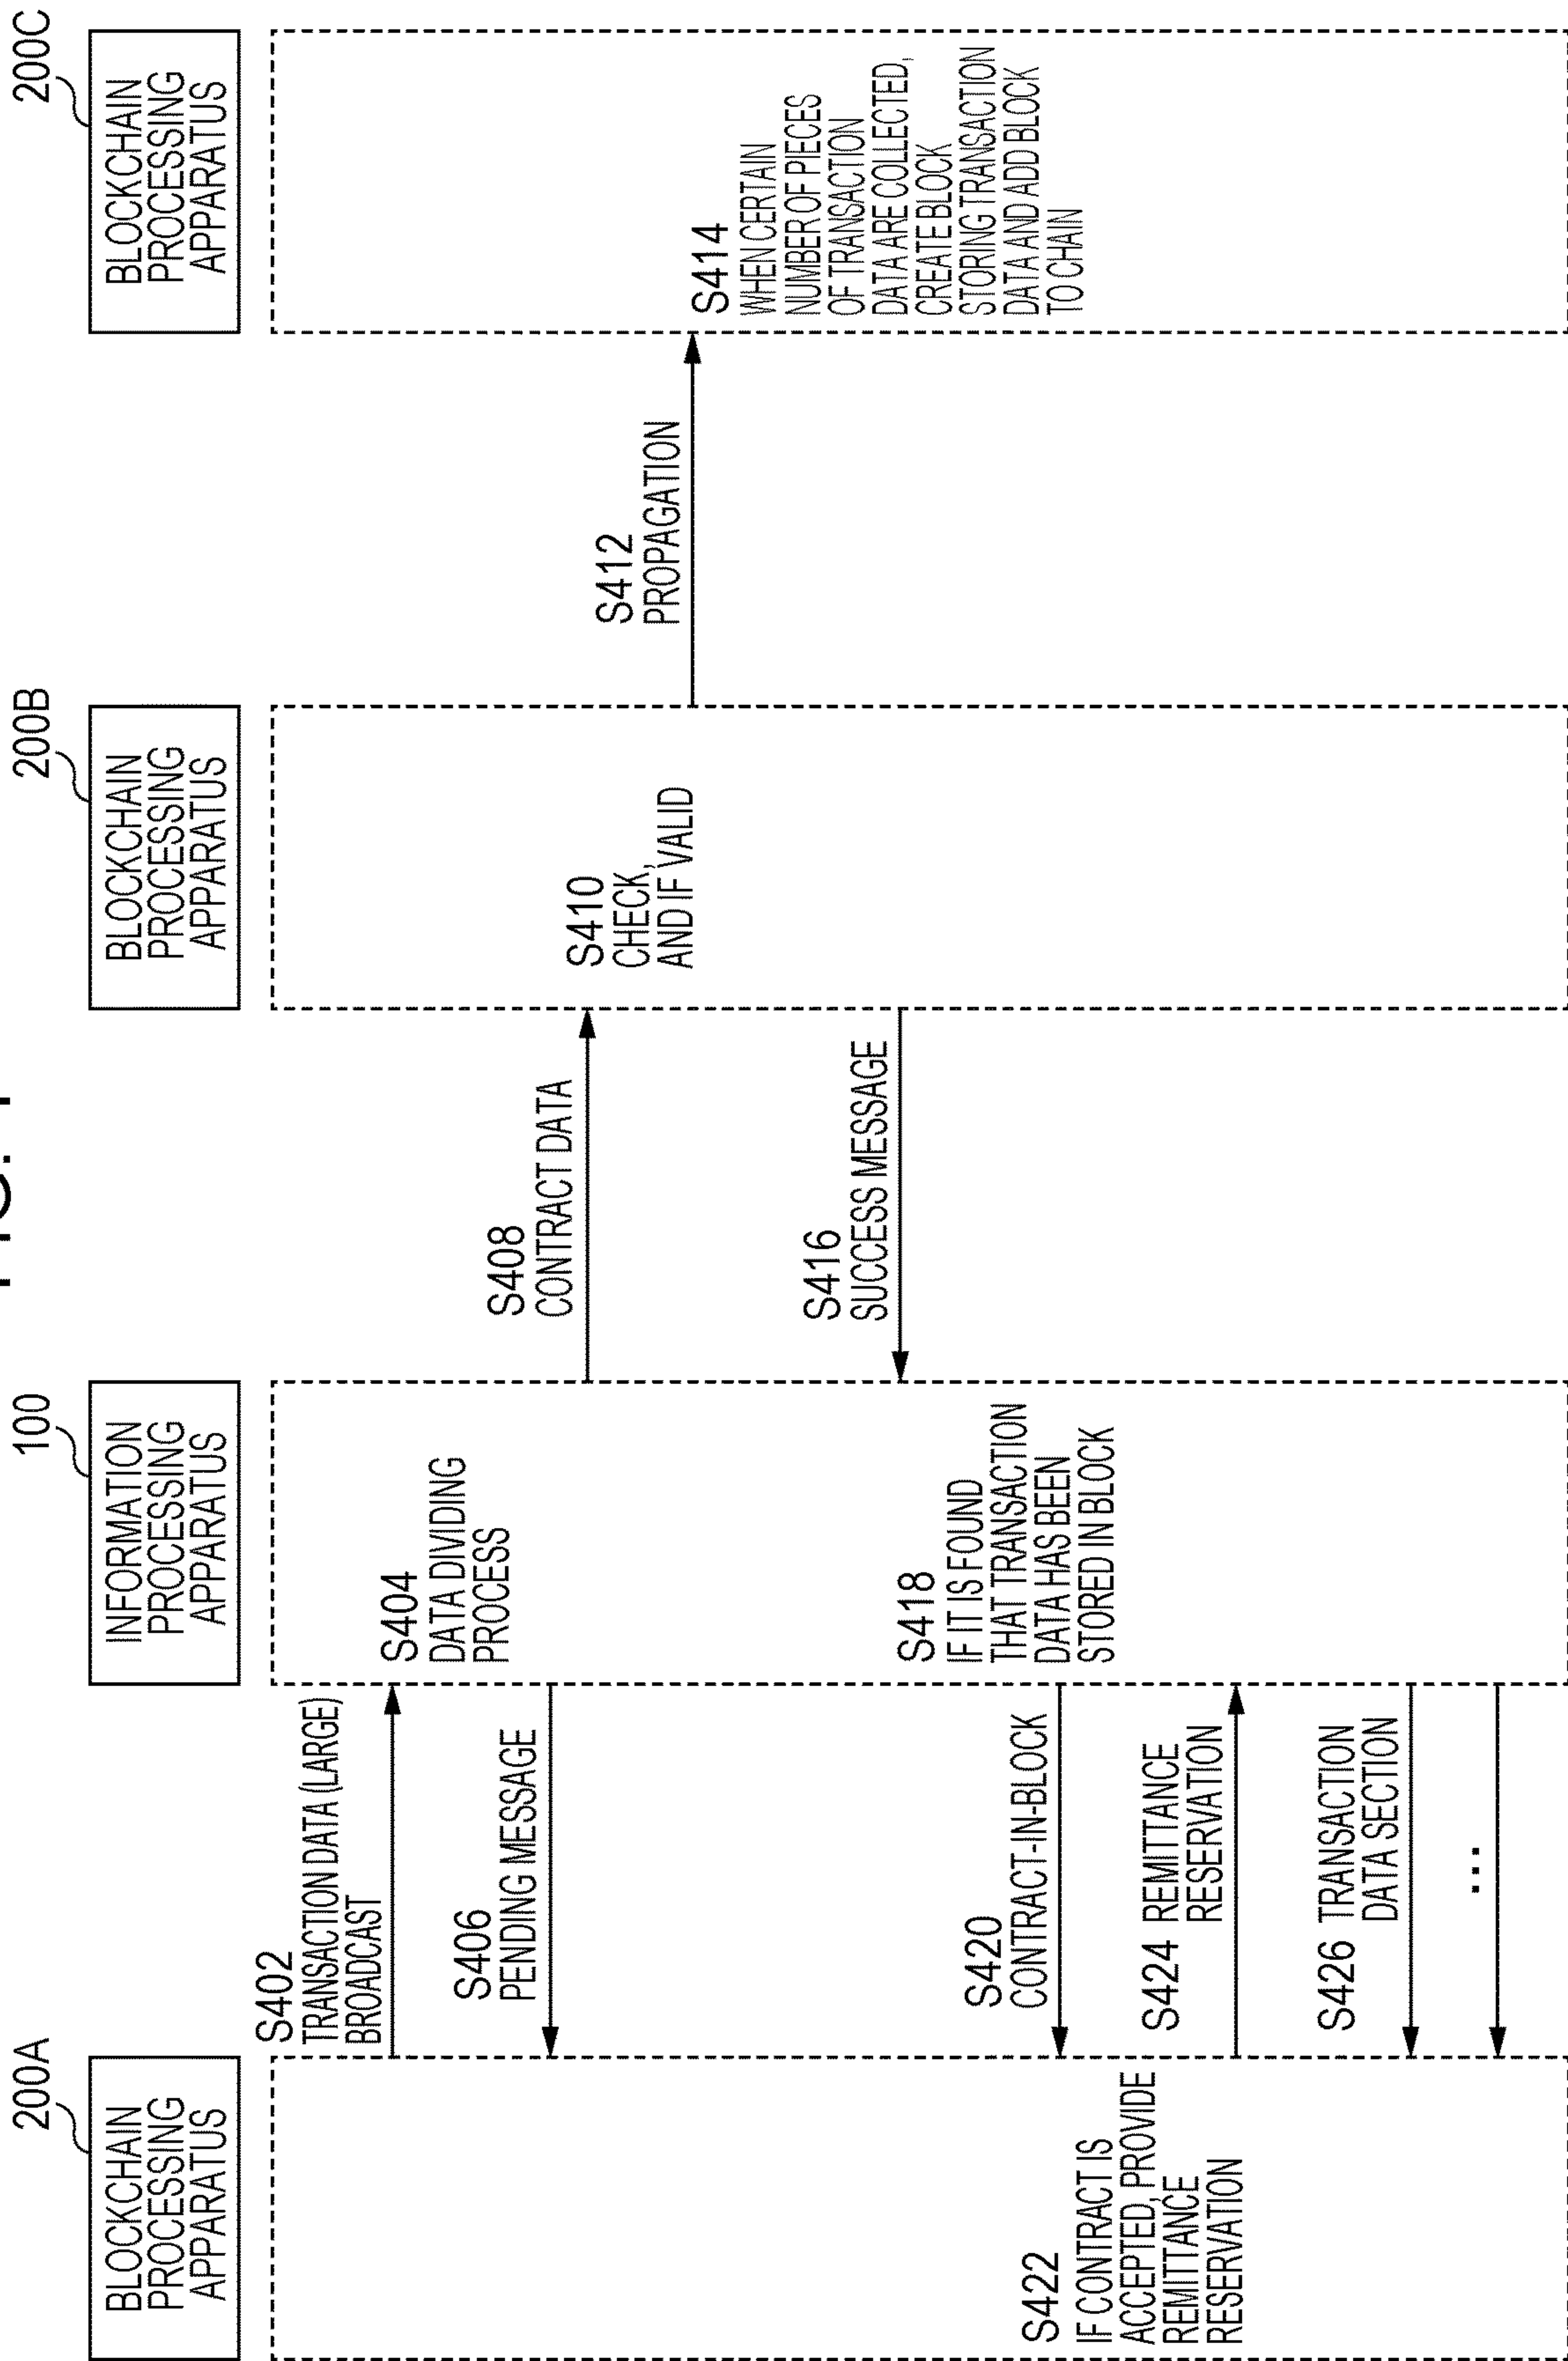 FIG. 4
200A
BLOCKCHAIN
PROCESSING
APPARATUS
100
INFORMATION
PROCESSING
APPARATUS
200B
BLOCKCHAIN
PROCESSING
APPARATUS
200C
BLOCKCHAIN
PROCESSING
APPARATUS
S402
TRANSACTION DATA (LARGE)
BROADCAST
S404
DATA DIVIDING
PROCESS
S406
PENDING MESSAGE
S408
CONTRACT DATA
S410
CHECK,
AND IF VALID
S412
PROPAGATION
S414
WHEN CERTAIN
NUMBER OF PIECES
OF TRANSACTION
DATA ARE COLLECTED,
CREATE BLOCK
STORING TRANSACTION
DATA AND ADD BLOCK
TO CHAIN
S416
SUCCESS MESSAGE
S418
IF IT IS FOUND
THAT TRANSACTION
DATA HAS BEEN
STORED IN BLOCK
S420
CONTRACT-IN-BLOCK
S422
IF CONTRACT IS
ACCEPTED, PROVIDE
REMITTANCE
RESERVATION
S424 REMITTANCE
RESERVATION
S426 TRANSACTION
DATA SECTION
...